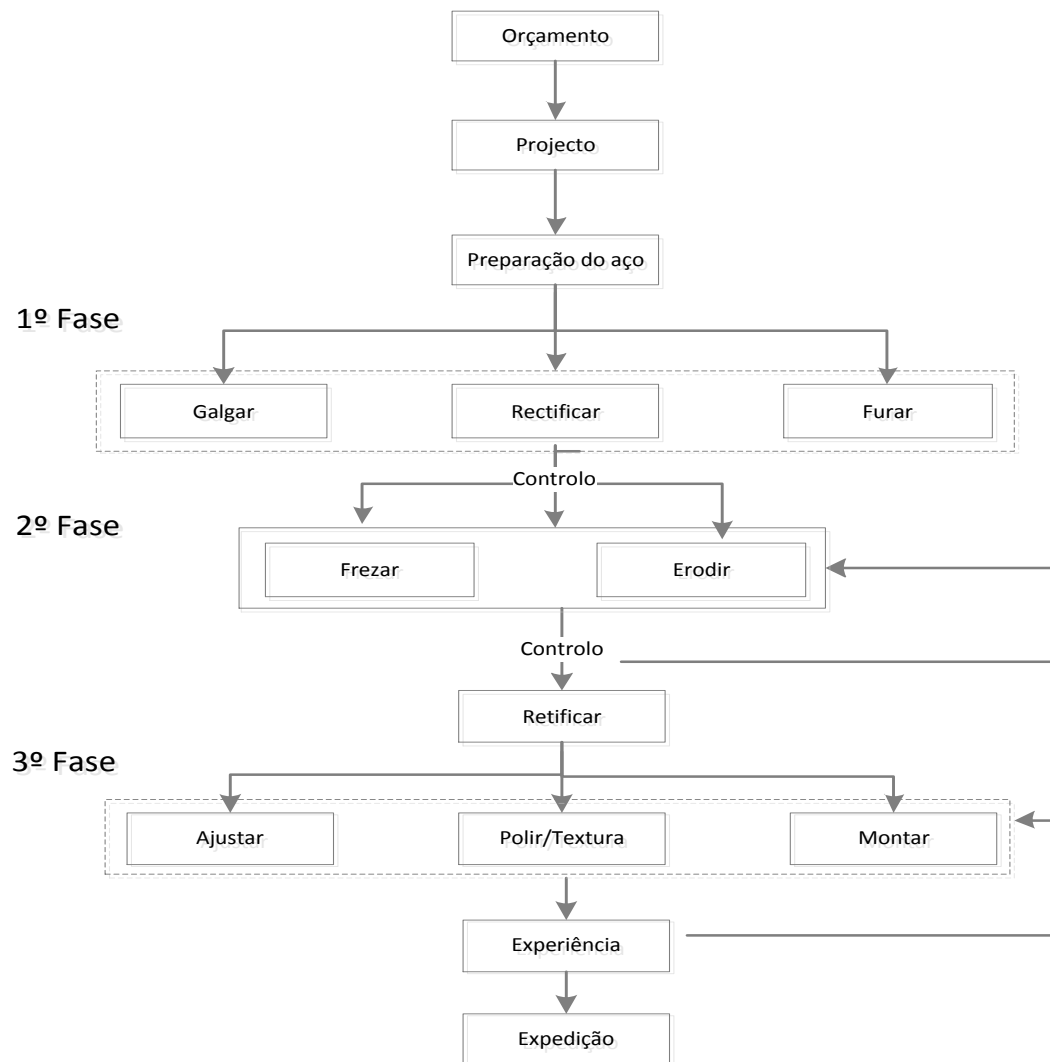 Orçamento
Projecto
Preparação do aço
1º Fase
Galgar
Rectificar
Furar
Controlo
2º Fase
Frezar
Erodir
Controlo
Retificar
3º Fase
Ajustar
Polir/Textura
Montar
Experiência
Expedição